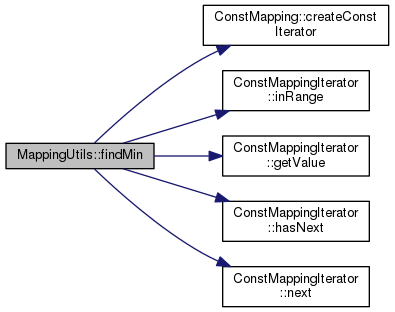 ConstMapping::createConst
Iterator
ConstMappingIterator
::inRange
MappingUtils::findMin
ConstMappingIterator
::getValue
ConstMappingIterator
::hasNext
ConstMappingIterator
::next